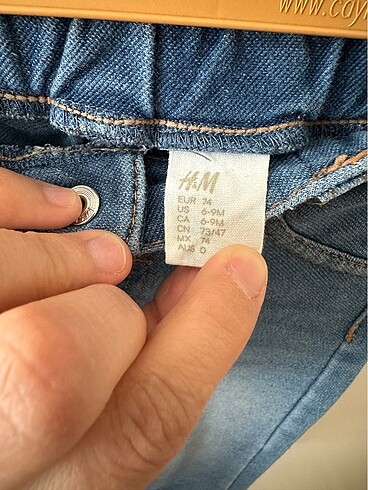 H&M
EUR 74
US 6-9M
CA 6-9M
CN 73/47
MX 74
AUS 0